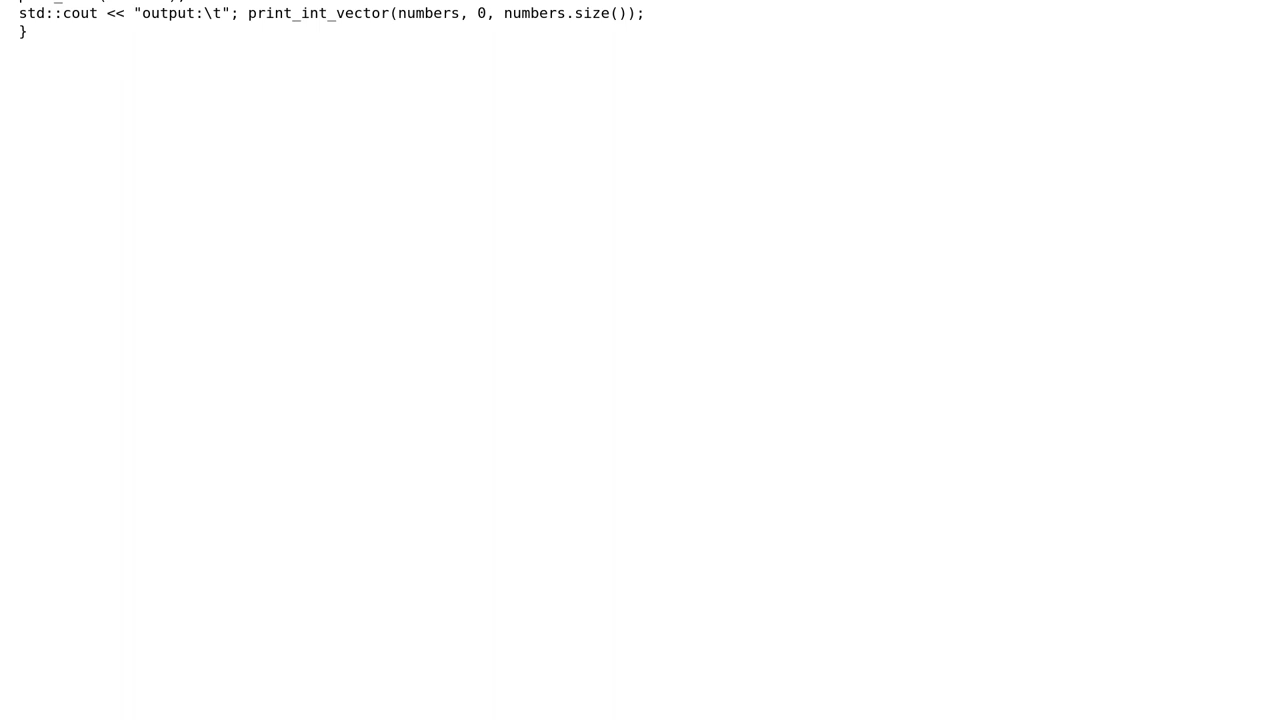 std::cout << "output:\t"; print_int_vector(numbers, 0, numbers.size());
}